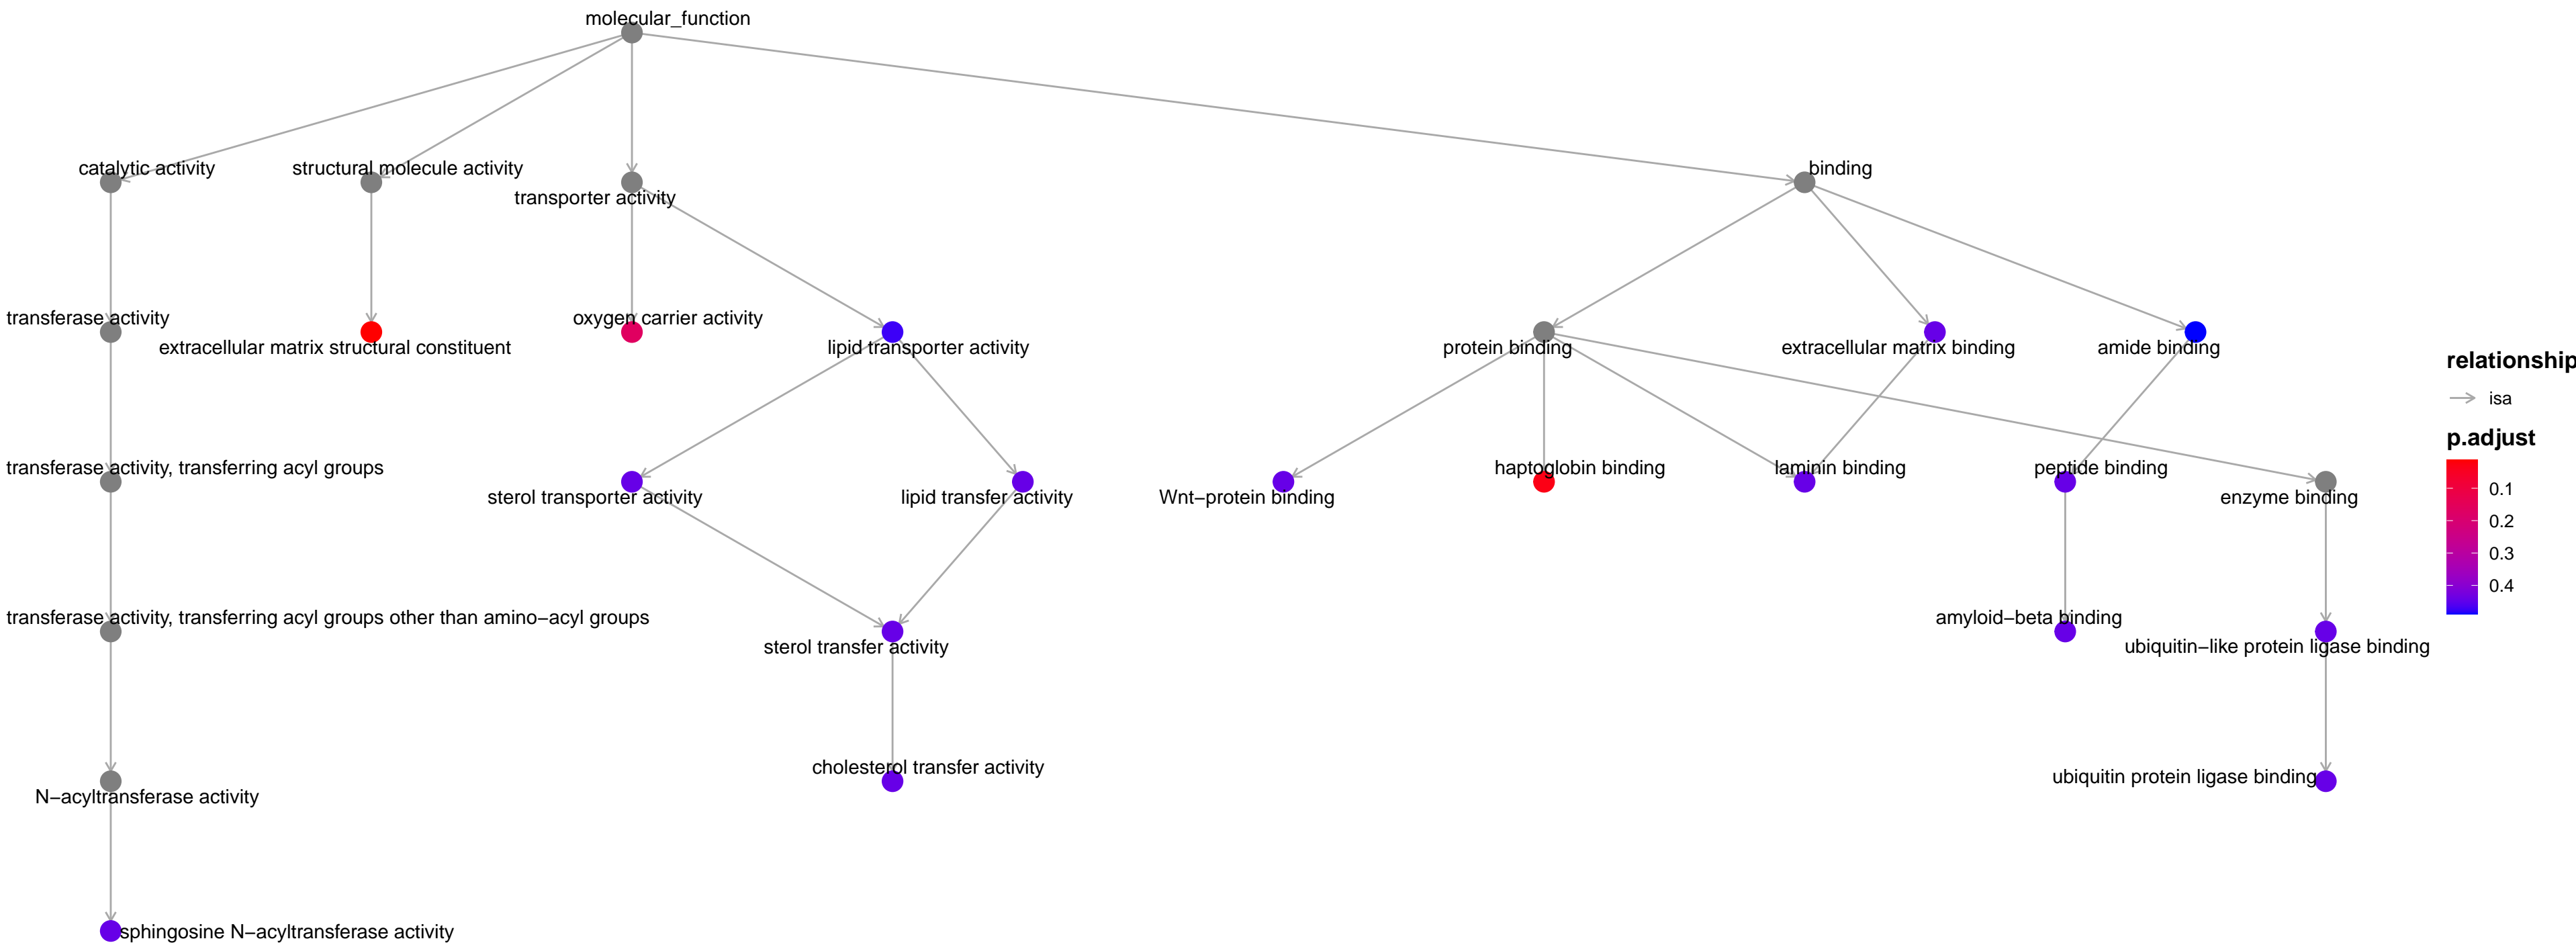 molecular_function
catalytic activity
structural molecule activity
transporter activity
binding
transferase activity
extracellular matrix structural constituent
oxygen carrier activity
lipid transporter activity
protein binding
extracellular matrix binding
amide binding
transferase activity, transferring acyl groups
sterol transporter activity
lipid transfer activity
Wnt−protein binding
haptoglobin binding
laminin binding
peptide binding
enzyme binding
transferase activity, transferring acyl groups other than amino−acyl groups
sterol transfer activity
amyloid−beta binding
ubiquitin−like protein ligase binding
N−acyltransferase activity
cholesterol transfer activity
ubiquitin protein ligase binding
sphingosine N−acyltransferase activity
relationship
isa
p.adjust
0.1
0.2
0.3
0.4